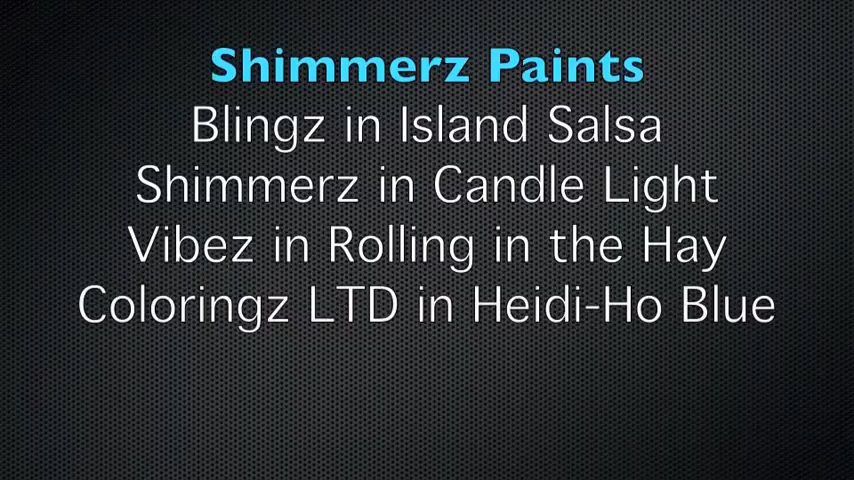 Shimmerz Paints
Blingz in Island Salsa
Shimmerz in Candle Light
Vibez in Rolling in the Hay
Coloringz LTD in Heidi-Ho Blue